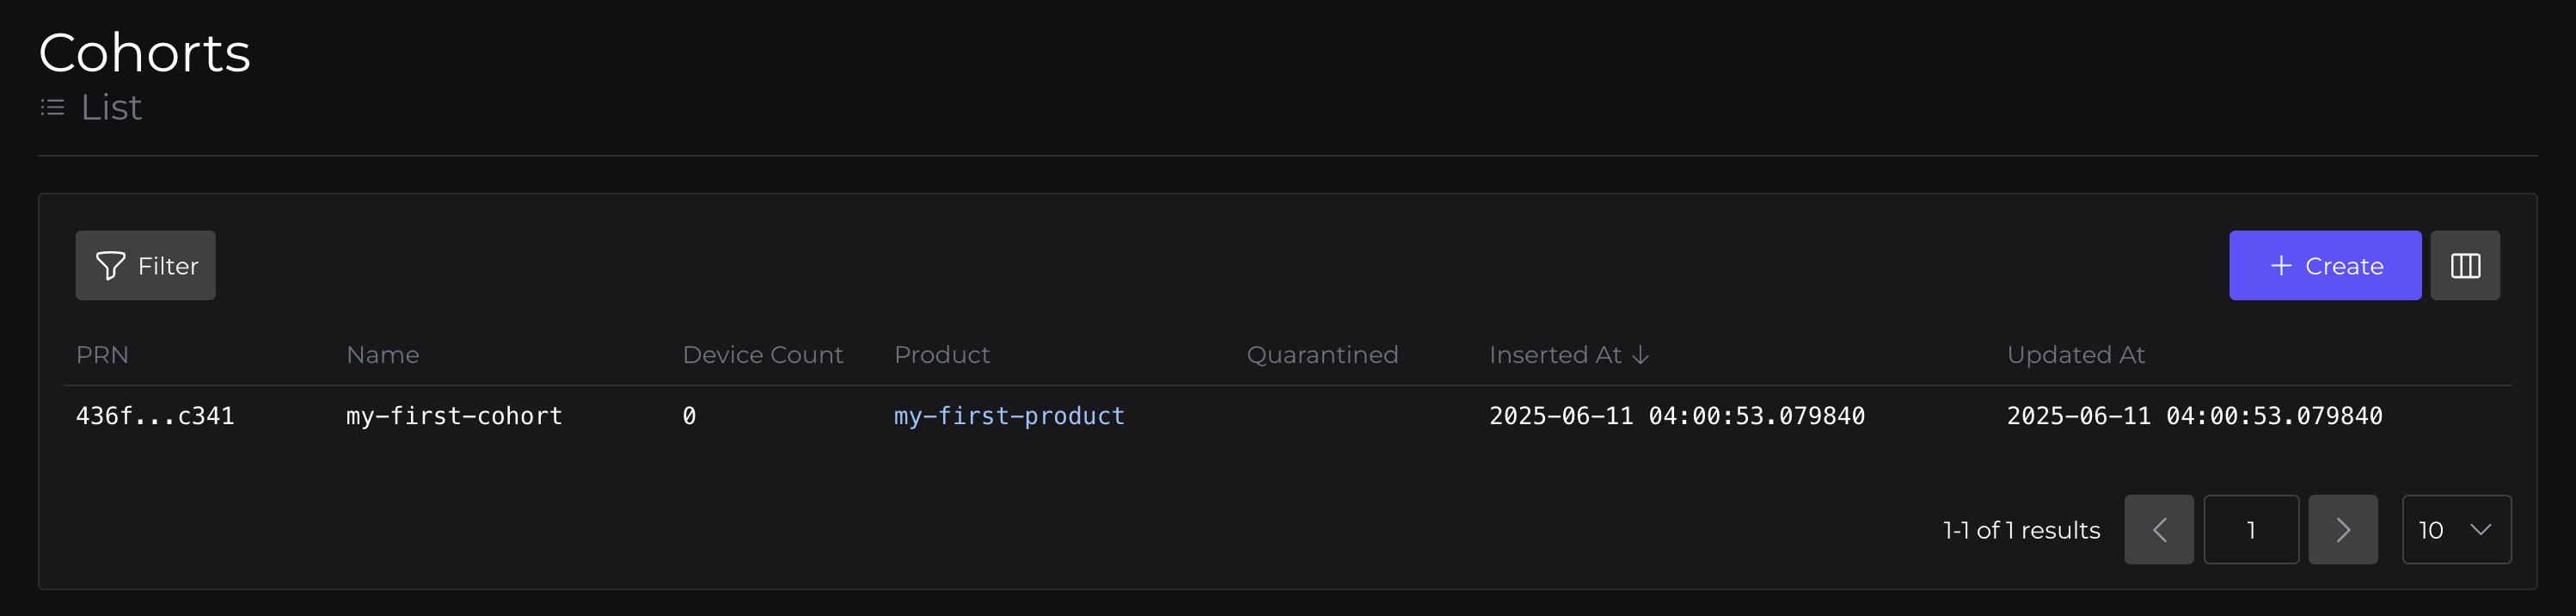 Cohorts
List
Filter
Create
PRN Name Device Count Product Quarantined Inserted At ↓ Updated At
436f...c341 my-first-cohort 0 my-first-product 2025-06-11 04:00:53.079840 2025-06-11 04:00:53.079840
1-1 of 1 results 1 10